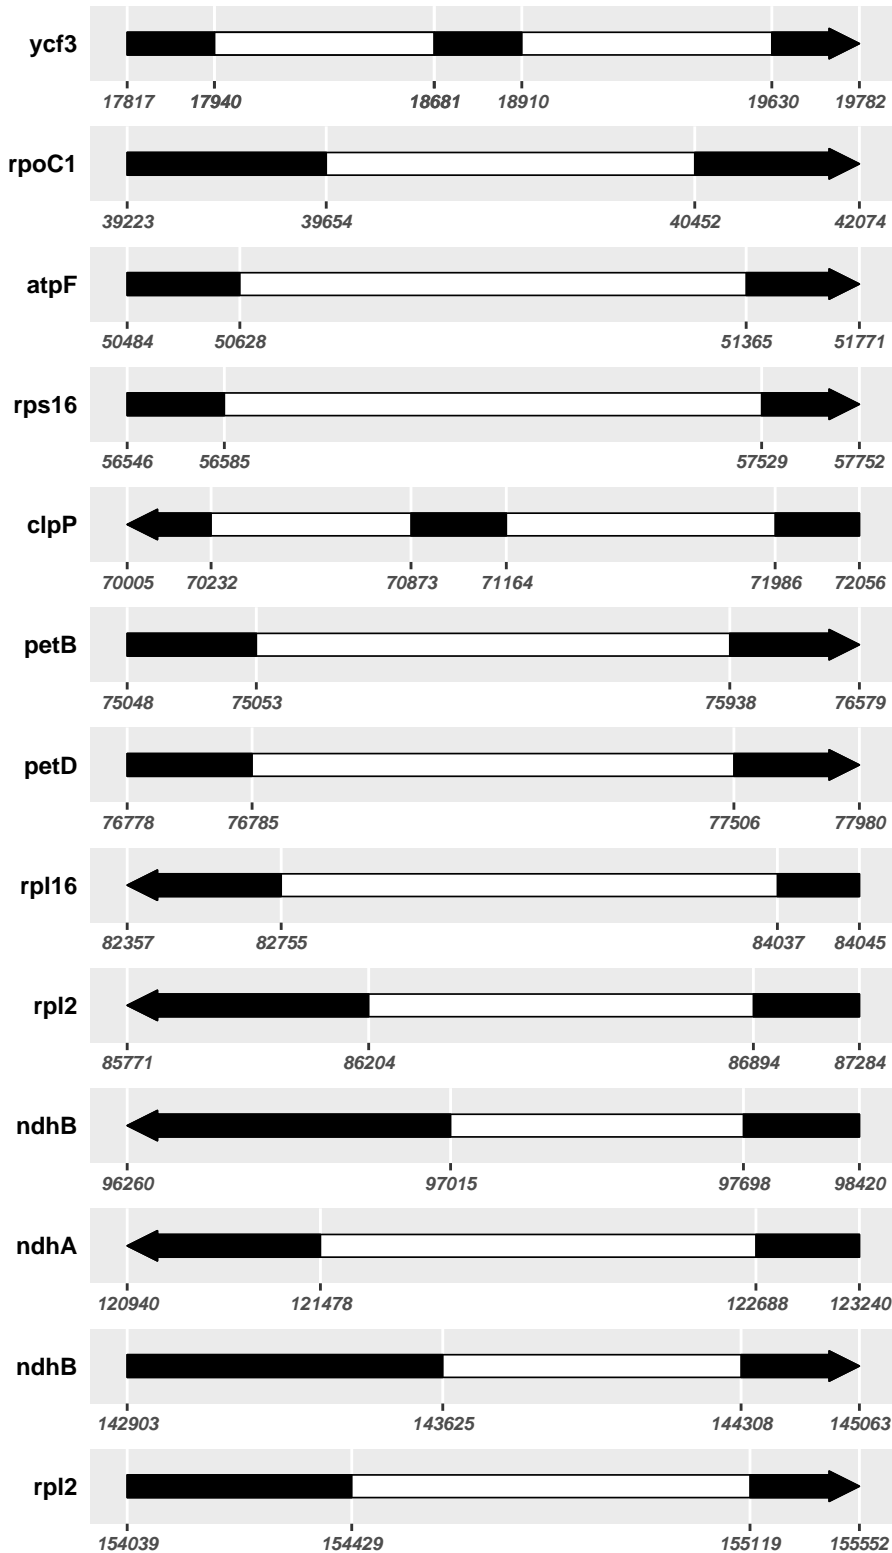 ycf3
17817 17940 18681 18910 19630 19782
rpoC1
39223 39654 40452 42074
atpF
50484 50628 51365 51771
rps16
56546 56585 57529 57752
clpP
70005 70232 70873 71164 71986 72056
petB
75048 75053 75938 76579
petD
76778 76785 77506 77980
rpl16
82357 82755 84037 84045
rpl2
85771 86204 86894 87284
ndhB
96260 97015 97698 98420
ndhA
120940 121478 122688 123240
ndhB
142903 143625 144308 145063
rpl2
154039 154429 155119 155552